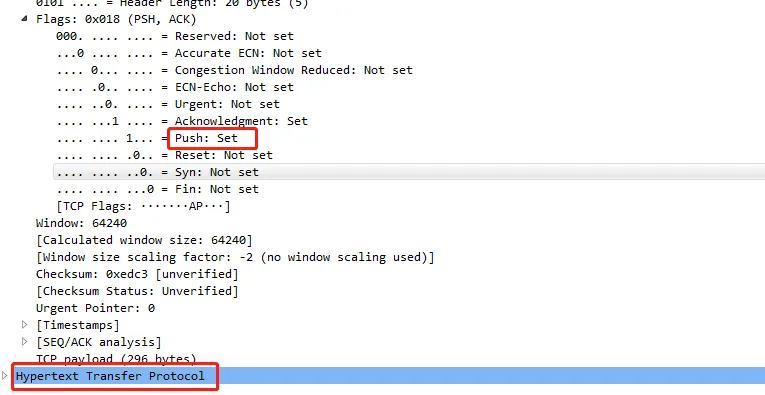 0101 .... = Header Length: 20 bytes (5)
Flags: 0x018 (PSH, ACK)
000. .... .... = Reserved: Not set
...0 .... .... = Accurate ECN: Not set
.... 0... .... = Congestion Window Reduced: Not set
.... .0.. .... = ECN-Echo: Not set
.... ..0. .... = Urgent: Not set
.... ...1 .... = Acknowledgment: Set
.... .... 1... = Push: Set
.... .... .0.. = Reset: Not set
.... .... ..0. = Syn: Not set
.... .... ...0 = Fin: Not set
[TCP Flags: ·······AP···]
Window: 64240
[Calculated window size: 64240]
[Window size scaling factor: -2 (no window scaling used)]
Checksum: 0xedc3 [unverified]
[Checksum Status: Unverified]
Urgent Pointer: 0
[Timestamps]
[SEQ/ACK analysis]
TCP payload (296 bytes)
Hypertext Transfer Protocol